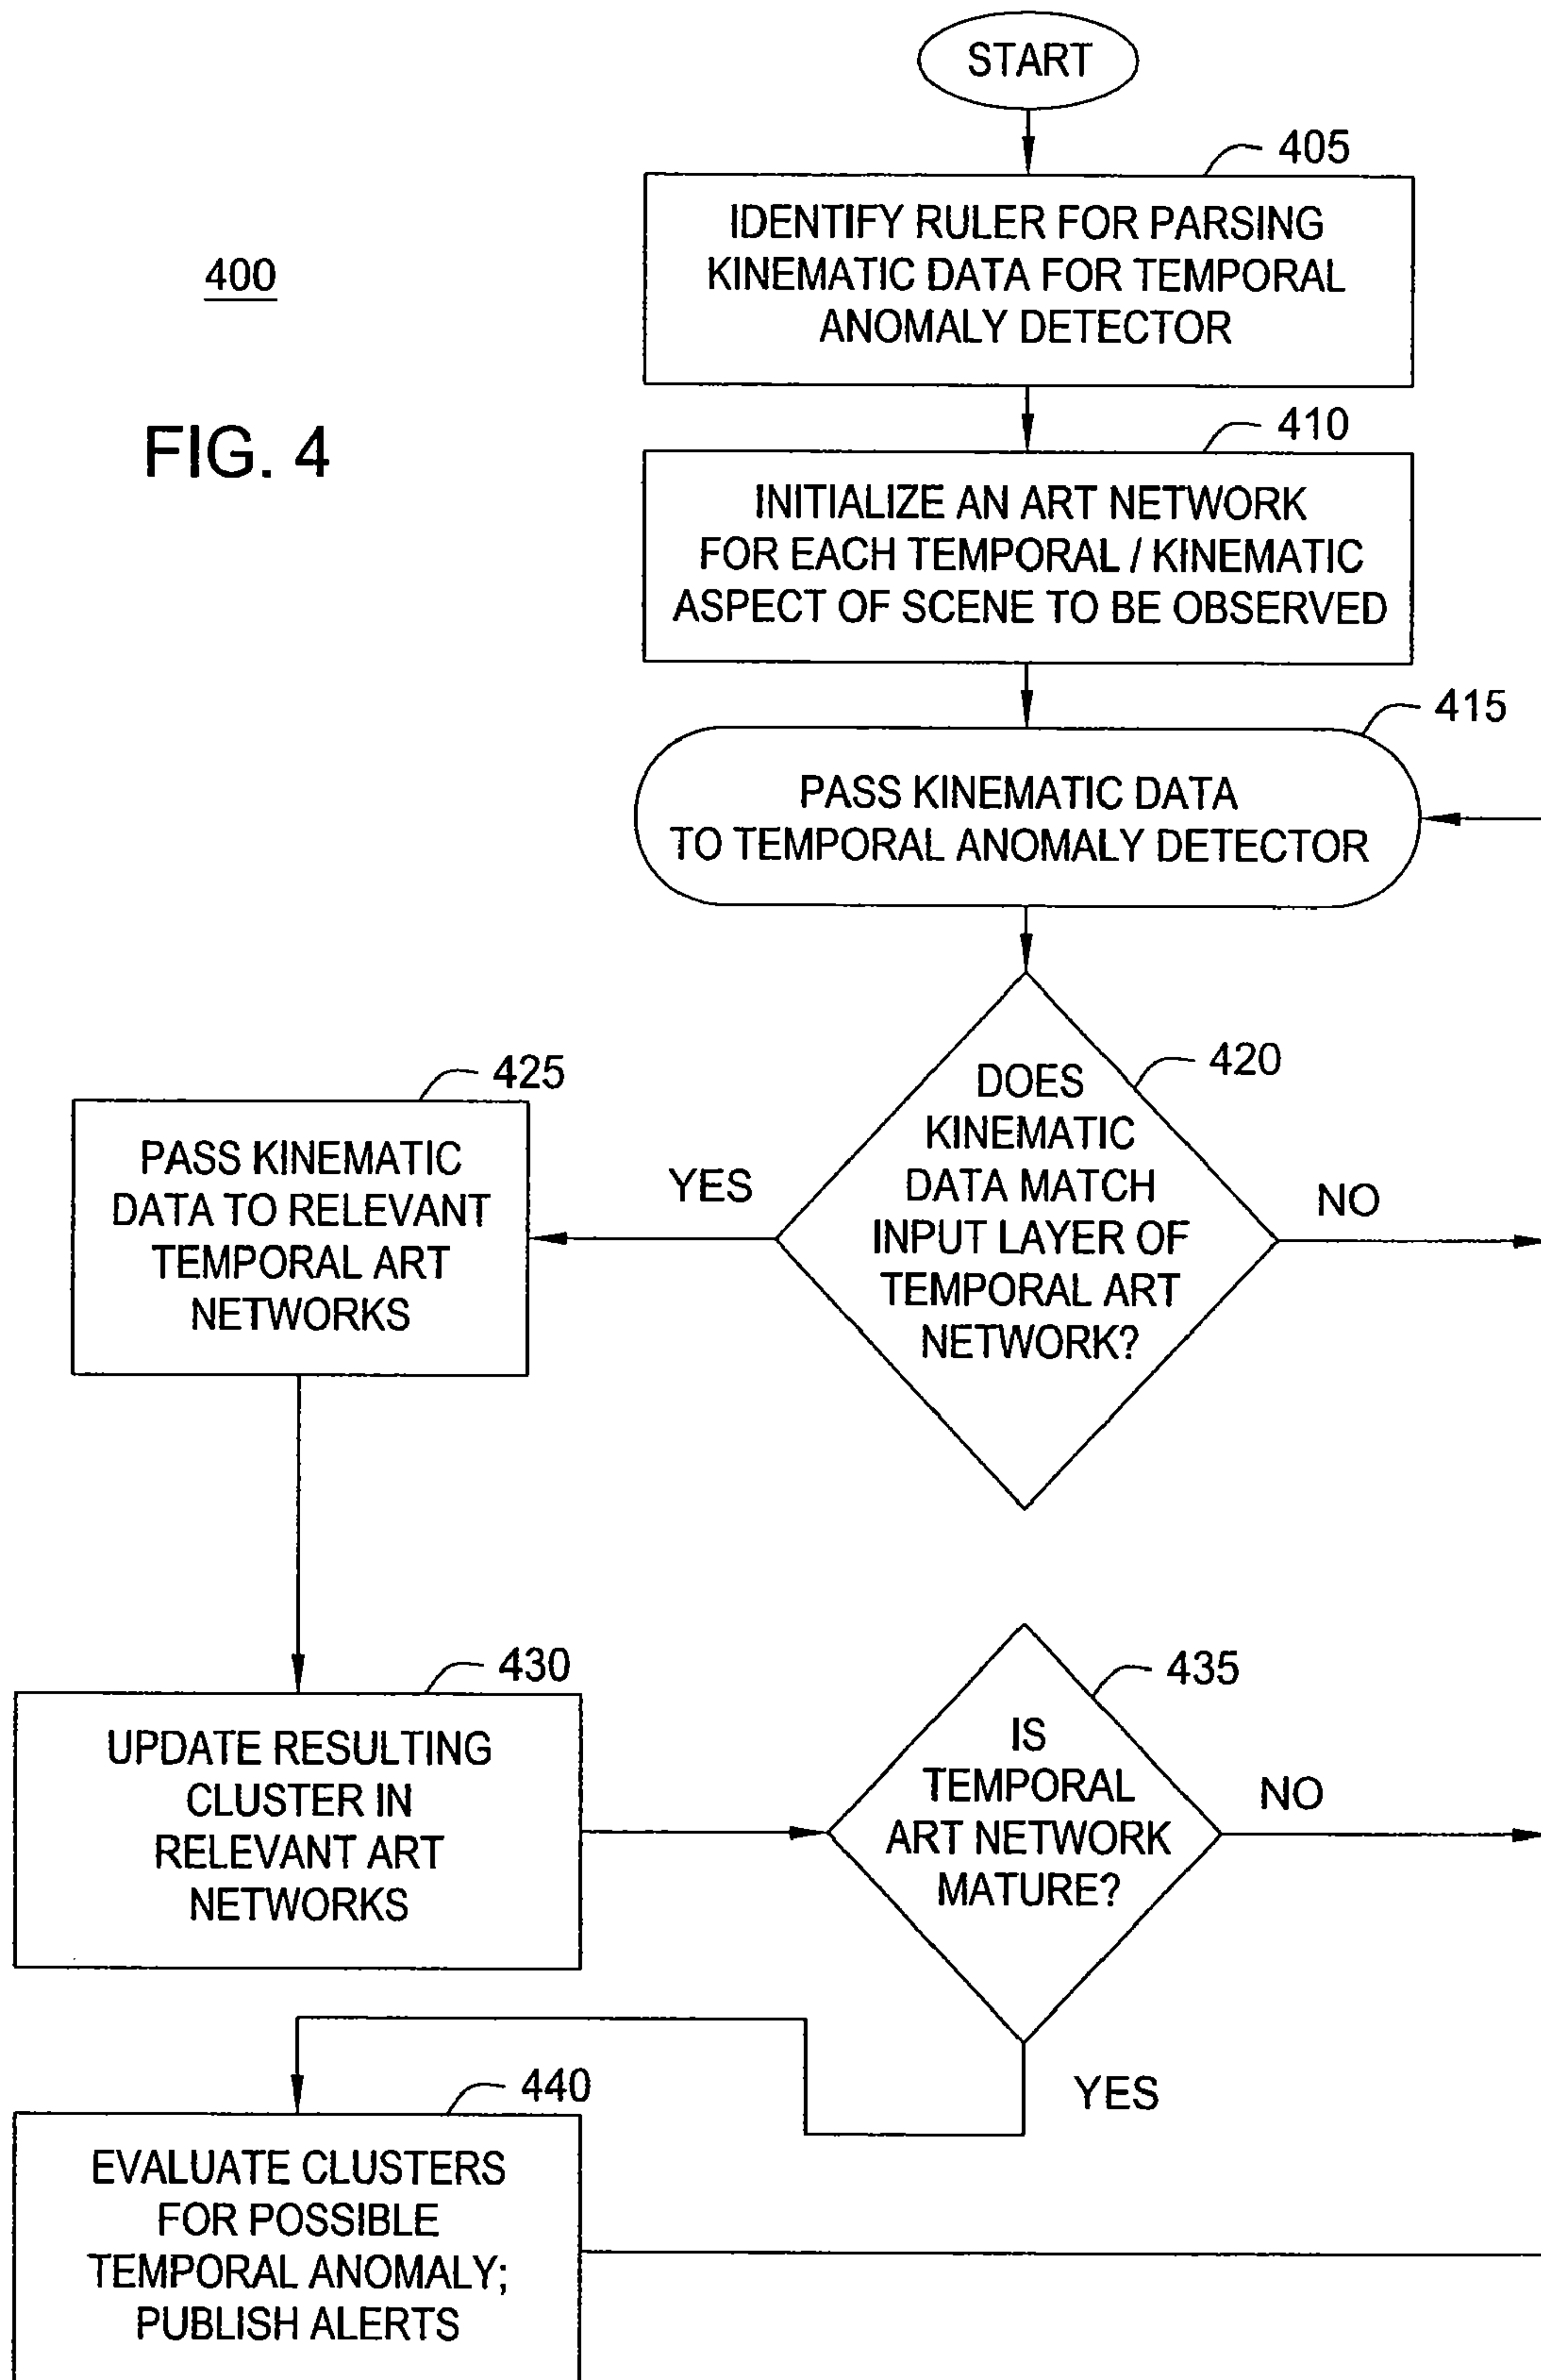 START
405
IDENTIFY RULER FOR PARSING
KINEMATIC DATA FOR TEMPORAL
ANOMALY DETECTOR
400
FIG. 4
410
INITIALIZE AN ART NETWORK
FOR EACH TEMPORAL / KINEMATIC
ASPECT OF SCENE TO BE OBSERVED
415
PASS KINEMATIC DATA
TO TEMPORAL ANOMALY DETECTOR
420
DOES
KINEMATIC
DATA MATCH
INPUT LAYER OF
TEMPORAL ART
NETWORK?
YES
NO
425
PASS KINEMATIC
DATA TO RELEVANT
TEMPORAL ART
NETWORKS
430
UPDATE RESULTING
CLUSTER IN
RELEVANT ART
NETWORKS
435
IS
TEMPORAL
ART NETWORK
MATURE?
NO
YES
440
EVALUATE CLUSTERS
FOR POSSIBLE
TEMPORAL ANOMALY;
PUBLISH ALERTS